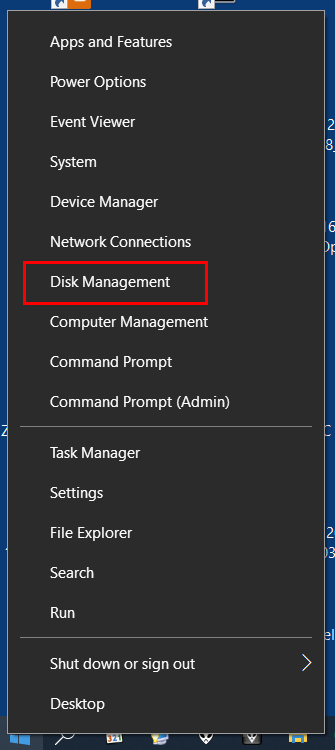 Apps and Features
Power Options
Event Viewer
System
Device Manager
Network Connections
Disk Management
Computer Management
Command Prompt
Command Prompt (Admin)
Task Manager
Settings
File Explorer
Search
Run
Shut down or sign out
Desktop
321